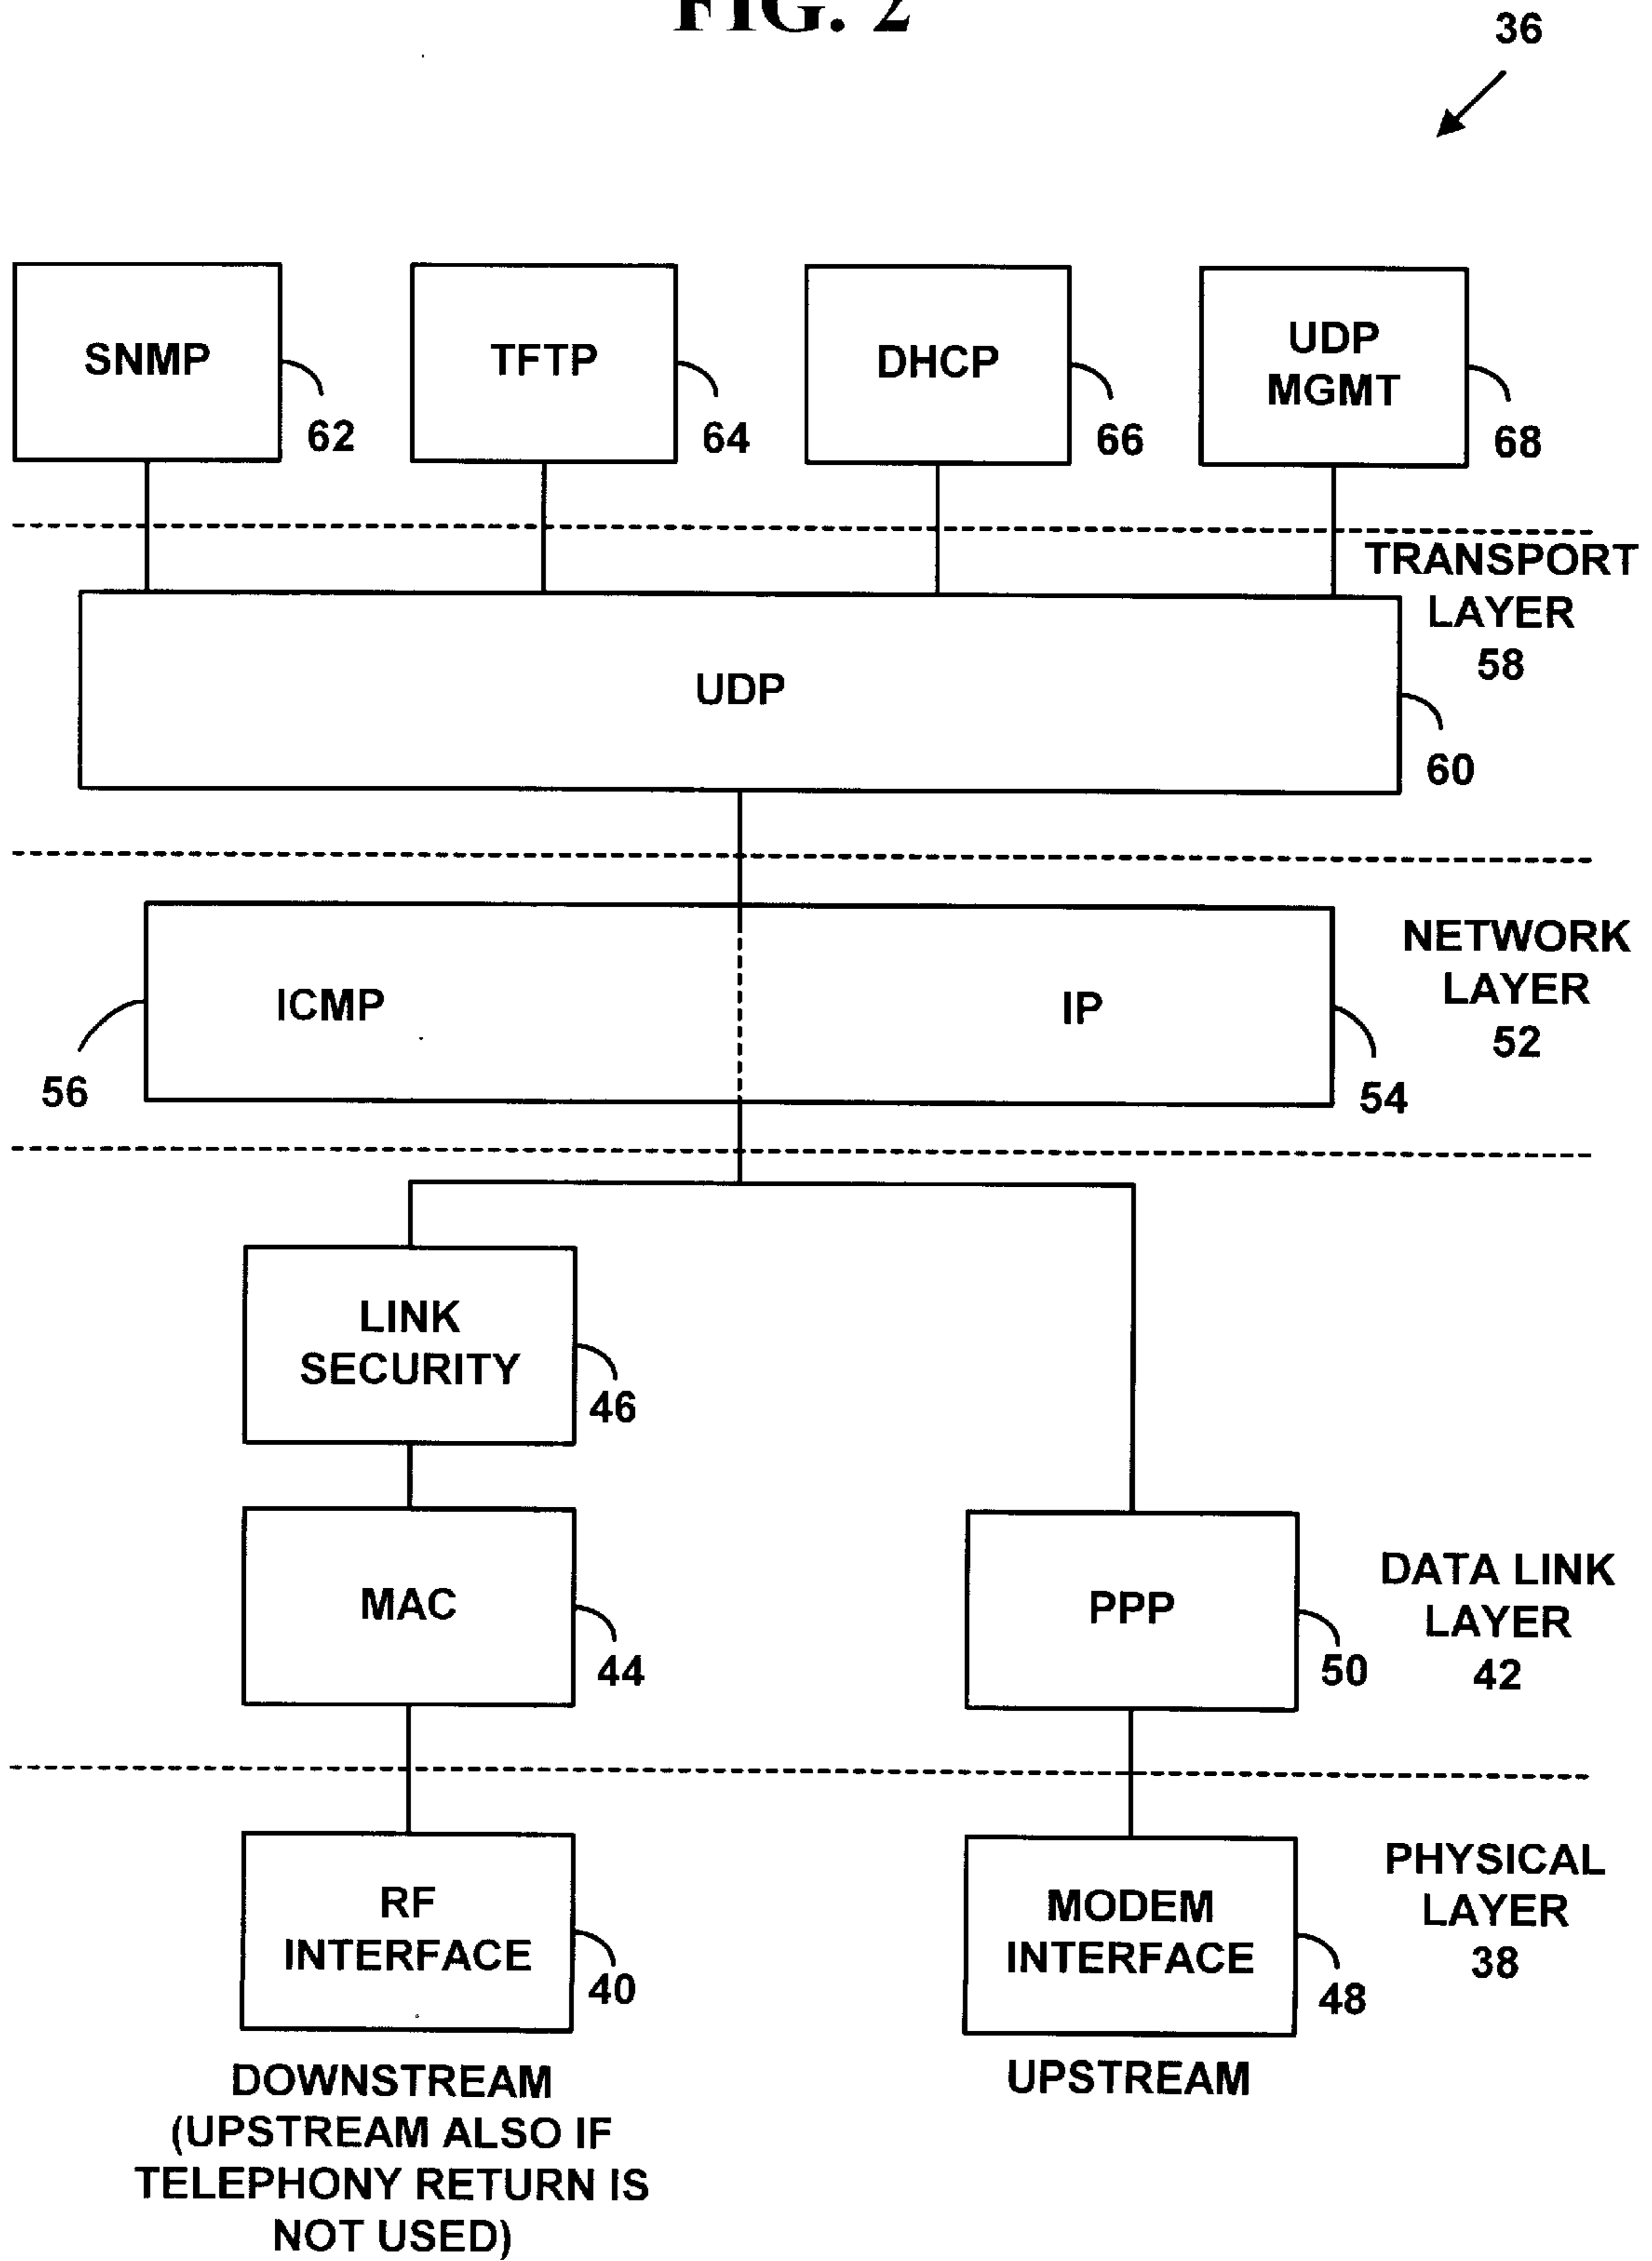 FIG. 2
36
SNMP
62
TFTP
64
DHCP
66
UDP
MGMT
68
TRANSPORT
LAYER
58
UDP
60
NETWORK
LAYER
52
ICMP
56
IP
54
LINK
SECURITY
46
MAC
44
PPP
50
DATA LINK
LAYER
42
RF
INTERFACE
40
MODEM
INTERFACE
48
PHYSICAL
LAYER
38
DOWNSTREAM
(UPSTREAM ALSO IF
TELEPHONY RETURN IS
NOT USED)
UPSTREAM